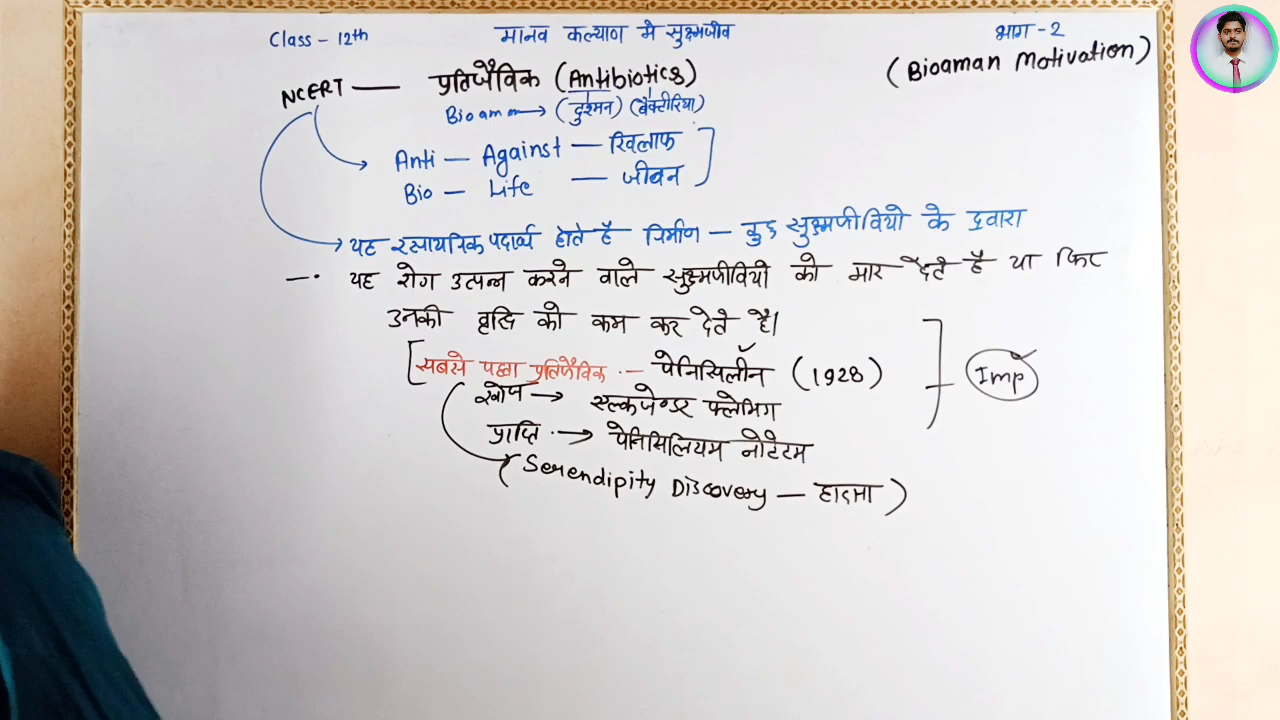 Class - 12th मानव कल्याण मे सुक्ष्मजीव भाग - 2
(Bioaman Motivation)
NCERT — प्रतिजैविक (Antibiotics)
Bioaman → (दुश्मन) (बैक्टीरिया)
Anti — Against — खिलाफ
Bio — Life — जीवन
→ यह रसायनिक पदार्थ होते है निर्माण — कुछ सुक्ष्मजीवियो के द्वारा
—• यह रोग उत्पन्न करने वाले सुक्ष्मजीवियो को मार देते है या फिर
उनकी वृद्धि को कम कर देते है।
[सबसे पहला प्रतिजैविक :— पेनिसिलीन (1928)
Imp
खोज → एल्कजेण्डर फ्लेमिंग
प्राप्ति :→ पेनिसिलियम नोटेटम
(Serendipity Discovery — हादसा)